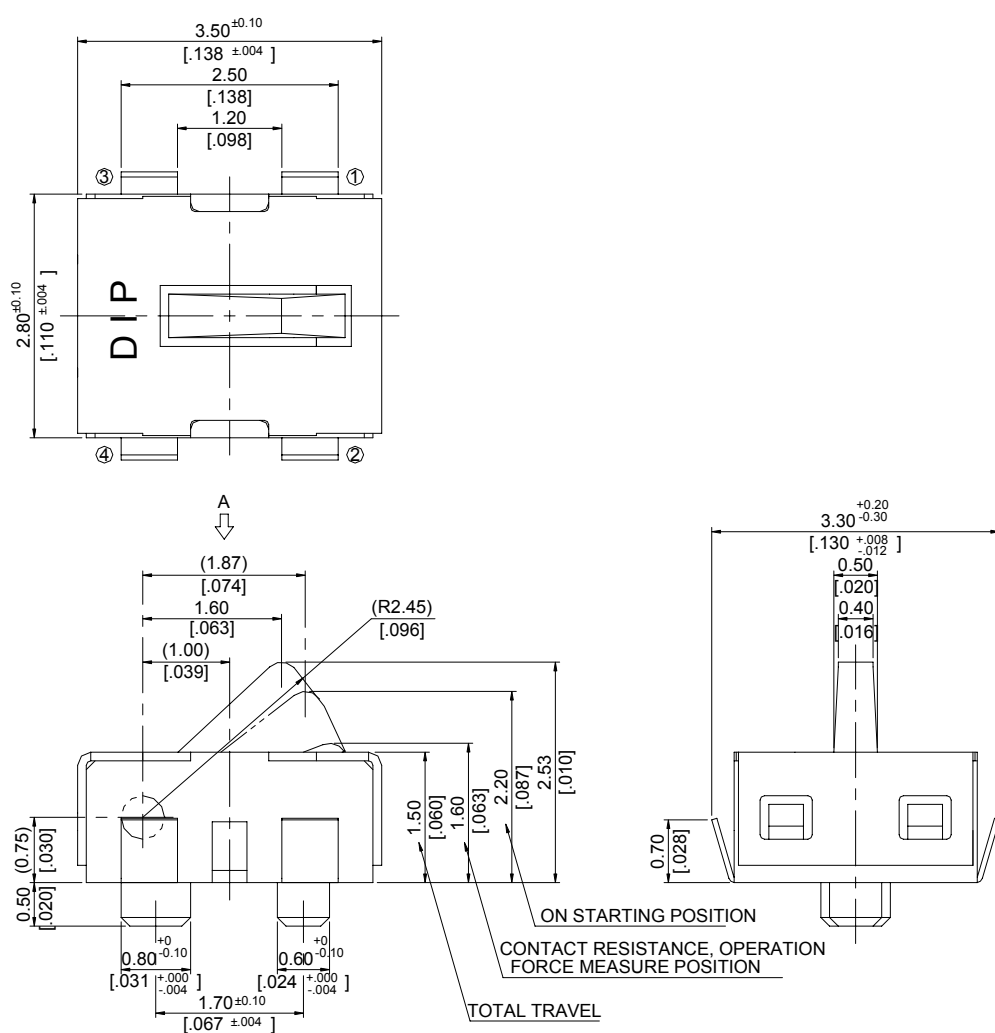 3.50 ±0.10
[.138 ±.004 ]
2.50
[.138]
1.20
[.098]
③
①
2.80 ±0.10
[.110 ±.004 ]
DIP
④
②
A
(1.87)
[.074]
1.60
[.063]
(1.00)
[.039]
(R2.45)
[.096]
3.30 +0.20 -0.30
[.130 +.008 -.012 ]
0.50
[.020]
0.40
[.016]
(0.75)
[.030]
0.50
[.020]
1.50
[.060]
1.60
[.063]
2.20
[.087]
2.53
[.010]
0.70
[.028]
0.80 +0 -0.10
[.031 +.000 -.004 ]
0.60 +0 -0.10
[.024 +.000 -.004 ]
1.70 ±0.10
[.067 ±.004 ]
ON STARTING POSITION
CONTACT RESISTANCE, OPERATION
FORCE MEASURE POSITION
TOTAL TRAVEL